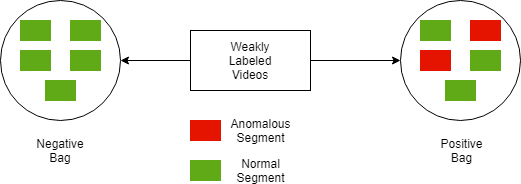 Weakly
Labeled
Videos
Anomalous
Segment
Negative
Bag
Positive
Bag
Normal
Segment